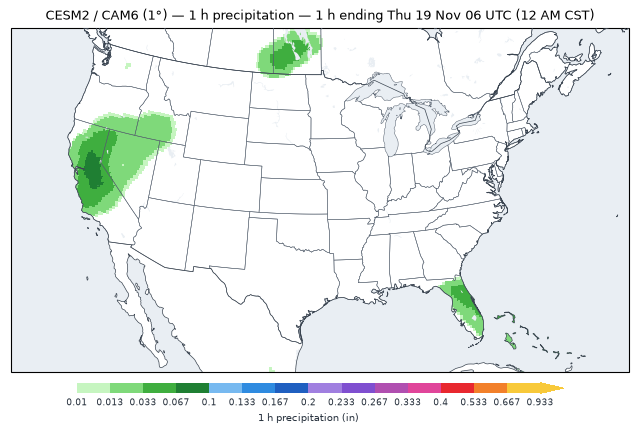 CESM2 / CAM6 (1°) — 1 h precipitation — 1 h ending Thu 19 Nov 06 UTC (12 AM CST)
0.01 0.013 0.033 0.067 0.1 0.133 0.167 0.2 0.233 0.267 0.333 0.4 0.533 0.667 0.933
1 h precipitation (in)